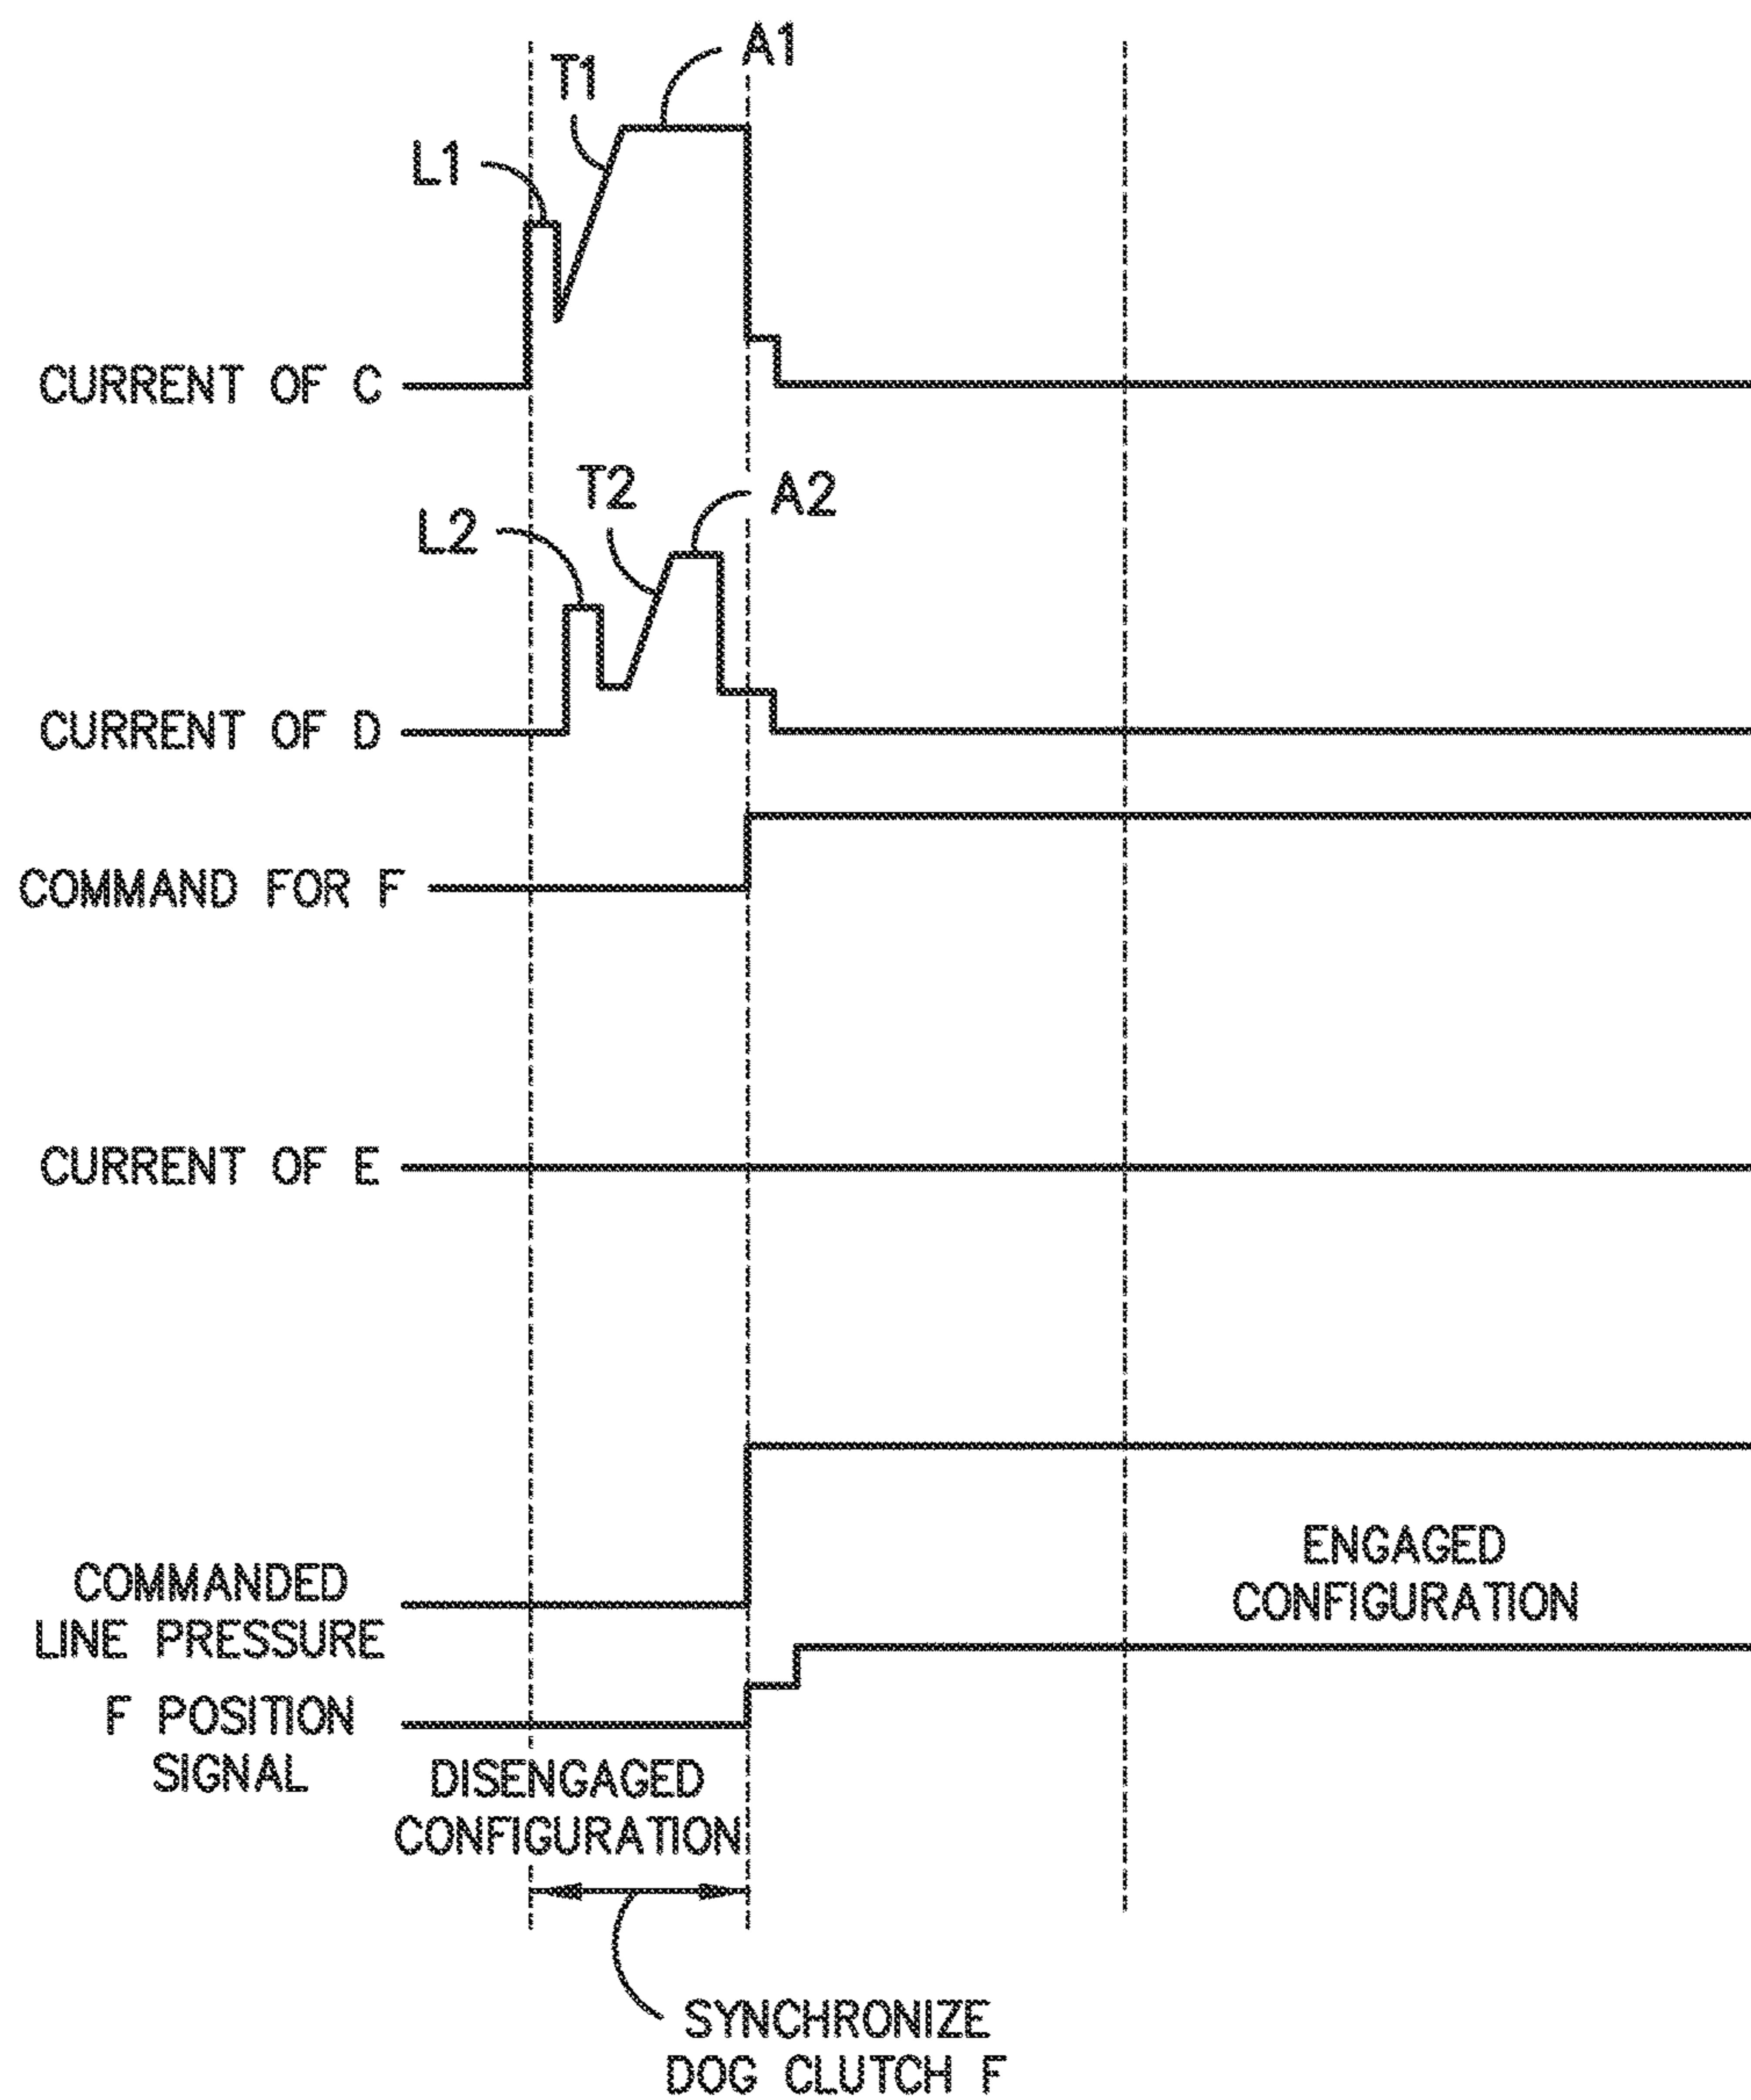 A1
T1
L1
CURRENT OF C
T2
A2
L2
CURRENT OF D
COMMAND FOR F
CURRENT OF E
COMMANDED
LINE PRESSURE
ENGAGED
CONFIGURATION
F POSITION
SIGNAL
DISENGAGED
CONFIGURATION
SYNCHRONIZE
DOG CLUTCH F